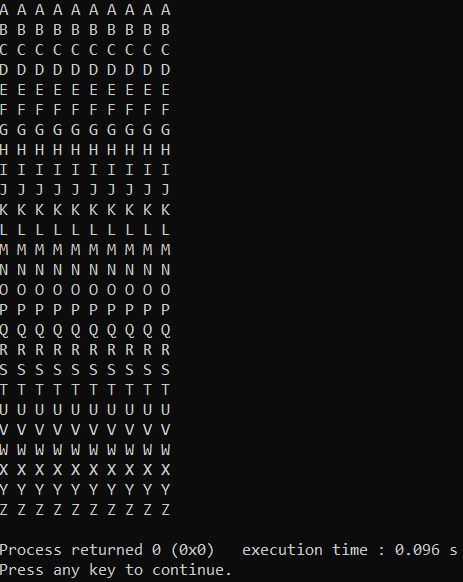 A A A A A A A A A A
B B B B B B B B B B
C C C C C C C C C C
D D D D D D D D D D
E E E E E E E E E E
F F F F F F F F F F
G G G G G G G G G G
H H H H H H H H H H
I I I I I I I I I I
J J J J J J J J J J
K K K K K K K K K K
L L L L L L L L L L
M M M M M M M M M M
N N N N N N N N N N
O O O O O O O O O O
P P P P P P P P P P
Q Q Q Q Q Q Q Q Q Q
R R R R R R R R R R
S S S S S S S S S S
T T T T T T T T T T
U U U U U U U U U U
V V V V V V V V V V
W W W W W W W W W W
X X X X X X X X X X
Y Y Y Y Y Y Y Y Y Y
Z Z Z Z Z Z Z Z Z Z
Process returned 0 (0x0)   execution time : 0.096 s
Press any key to continue.